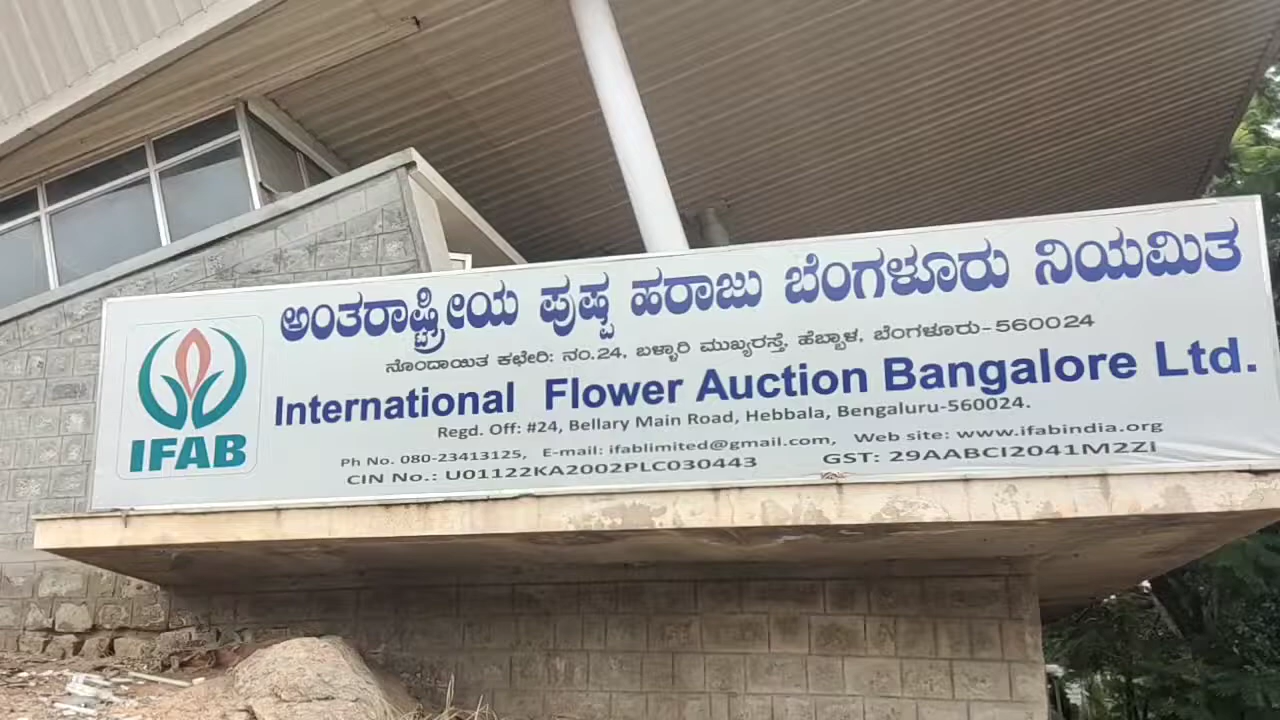 ಅಂತರಾಷ್ಟ್ರೀಯ ಪುಷ್ಪ ಹರಾಜು ಬೆಂಗಳೂರು ನಿಯಮಿತ
ನೊಂದಾಯಿತ ಕಛೇರಿ: ನಂ.24, ಬಳ್ಳಾರಿ ಮುಖ್ಯರಸ್ತೆ, ಹೆಬ್ಬಾಳ, ಬೆಂಗಳೂರು-560024
International Flower Auction Bangalore Ltd.
Regd. Off: #24, Bellary Main Road, Hebbala, Bengaluru-560024.
Ph No. 080-23413125, E-mail: ifablimited@gmail.com, Web site: www.ifabindia.org
CIN No.: U01122KA2002PLC030443 GST: 29AABCI2041M2ZI
IFAB